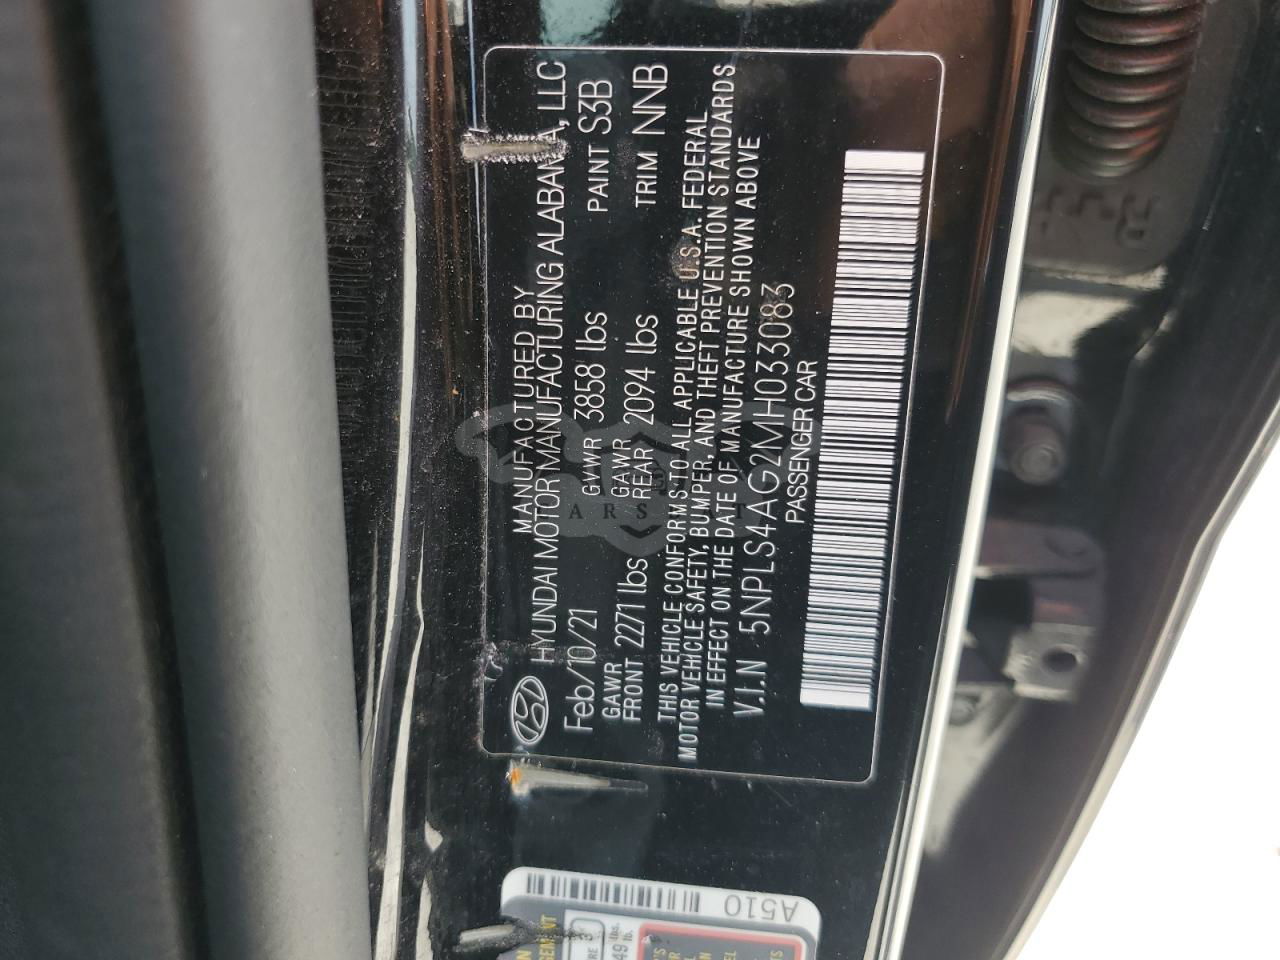 MANUFACTURED BY
HYUNDAI MOTOR MANUFACTURING ALABAMA, LLC
Feb/10/21 GVWR 3858 lbs PAINT S3B
GAWR FRONT 2271 lbs GAWR REAR 2094 lbs TRIM NNB
THIS VEHICLE CONFORMS TO ALL APPLICABLE U.S.A. FEDERAL
MOTOR VEHICLE SAFETY, BUMPER, AND THEFT PREVENTION STANDARDS
IN EFFECT ON THE DATE OF MANUFACTURE SHOWN ABOVE
V.I.N 5NPLS4AG2MH033083
PASSENGER CAR
A510